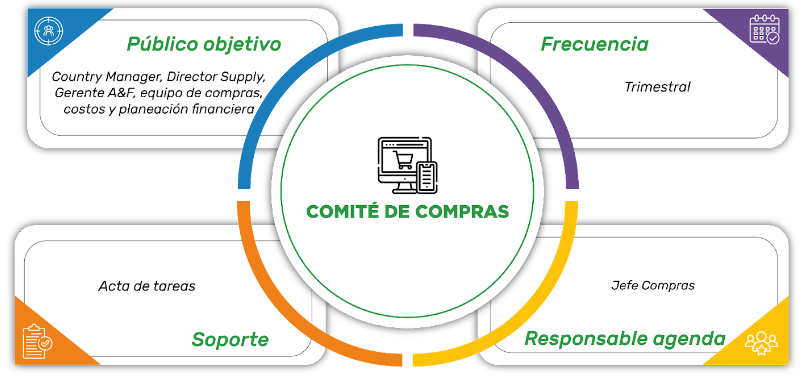 Público objetivo
Country Manager, Director Supply,
Gerente A&F, equipo de compras,
costos y planeación financiera
Frecuencia
Trimestral
COMITÉ DE COMPRAS
Acta de tareas
Soporte
Jefe Compras
Responsable agenda